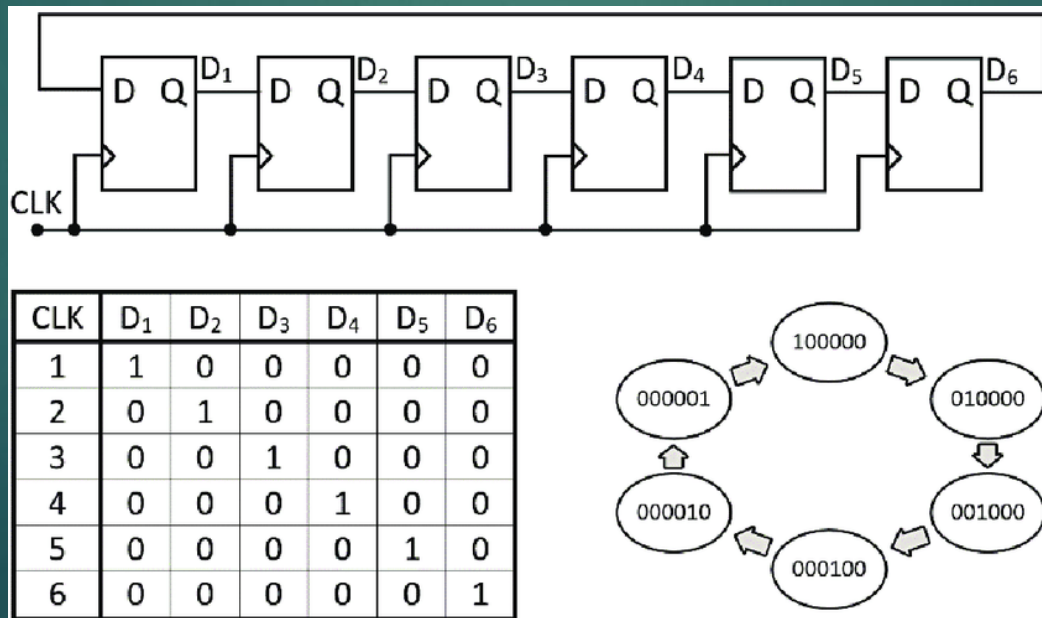 D₁ D₂ D₃ D₄ D₅ D₆
D Q D Q D Q D Q D Q D Q
CLK
CLK D₁ D₂ D₃ D₄ D₅ D₆
1 1 0 0 0 0 0
2 0 1 0 0 0 0
3 0 0 1 0 0 0
4 0 0 0 1 0 0
5 0 0 0 0 1 0
6 0 0 0 0 0 1
100000
000001 010000
000010 001000
000100